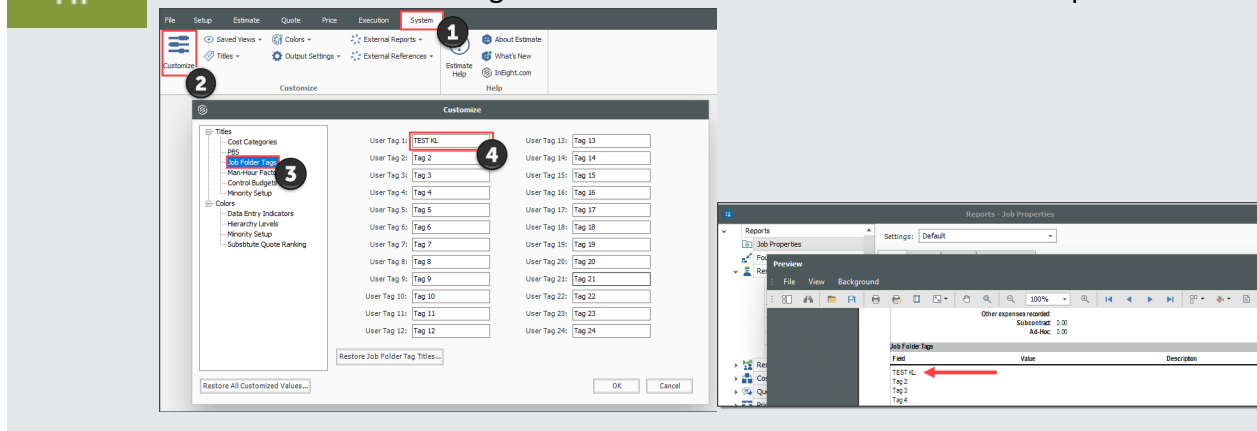 File Setup Estimate Quote Price Execution System
1
Saved Views Colors External Reports About Estimate
Titles Output Settings External References What's New
Customize Estimate Help InEight.com
2
Customize Help
Customize
Titles
Cost Categories
PBS
Job Folder Tags
3
Control Budgets
Minority Setup
Colors
Data Entry Indicators
Hierarchy Levels
Minority Setup
Substitute Quote Ranking
User Tag 1: TEST KL User Tag 13: Tag 13
4
User Tag 2: Tag 2 User Tag 14: Tag 14
User Tag 3: Tag 3 User Tag 15: Tag 15
User Tag 4: Tag 4 User Tag 16: Tag 16
User Tag 5: Tag 5 User Tag 17: Tag 17
User Tag 6: Tag 6 User Tag 18: Tag 18
User Tag 7: Tag 7 User Tag 19: Tag 19
User Tag 8: Tag 8 User Tag 20: Tag 20
User Tag 9: Tag 9 User Tag 21: Tag 21
User Tag 10: Tag 10 User Tag 22: Tag 22
User Tag 11: Tag 11 User Tag 23: Tag 23
User Tag 12: Tag 12 User Tag 24: Tag 24
Restore Job Folder Tag Titles...
Restore All Customized Values... OK Cancel
Reports - Job Properties
Reports
Job Properties
Settings: Default
Preview
File View Background
100%
Other expenses recorded:
Subcontract 0.00
Ad-Hoc: 0.00
Job Folder Tags
Field Value Description
TEST KL:
Tag 2:
Tag 3:
Tag 4: